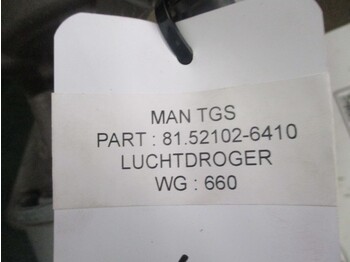 MAN TGS
PART : 81.52102-6410
LUCHTDROGER
WG : 660